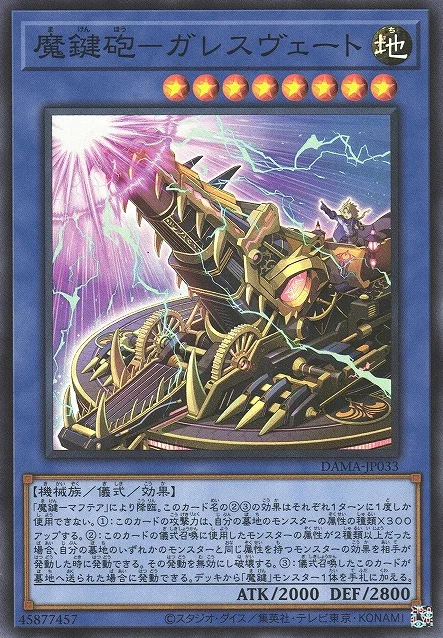 魔鍵砲－ガレスヴェート
地
DAMA-JP033
【機械族／儀式／効果】
「魔鍵－マフテア」により降臨。このカード名の②③の効果はそれぞれ1ターンに1度しか
使用できない。①：このカードの攻撃力は、自分の墓地のモンスターの属性の種類×300
アップする。②：このカードの儀式召喚に使用したモンスターの属性が2種類以上だった
場合、自分の墓地のいずれかのモンスターと同じ属性を持つモンスターの効果を相手が
発動した時に発動できる。その発動を無効にし破壊する。③：儀式召喚したこのカードが
墓地へ送られた場合に発動できる。デッキから「魔鍵」モンスター1体を手札に加える。
ATK/2000 DEF/2800
45877457 ©スタジオ・ダイス／集英社・テレビ東京・KONAMI